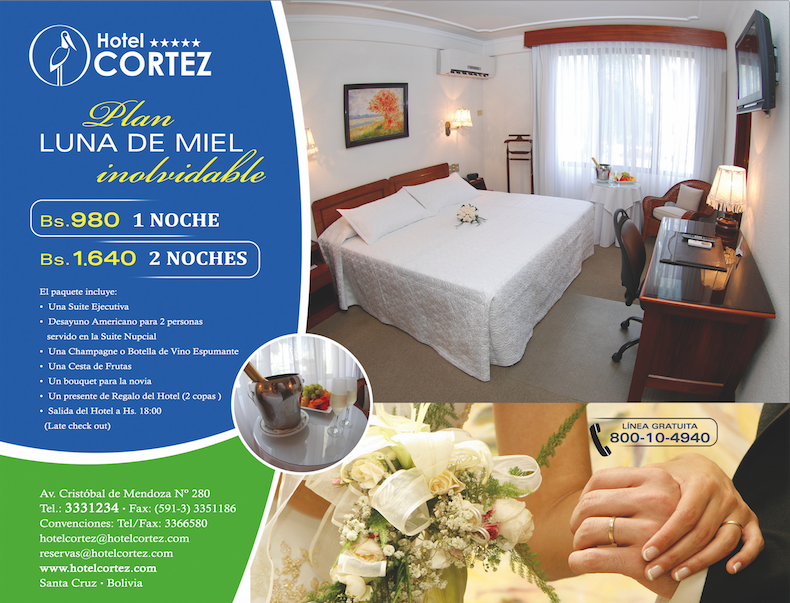 Hotel ★★★★★
CORTEZ
Plan
LUNA DE MIEL
inolvidable
Bs.980 1 NOCHE
Bs.1.640 2 NOCHES
El paquete incluye:
• Una Suite Ejecutiva
• Desayuno Americano para 2 personas
servido en la Suite Nupcial
• Una Champagne o Botella de Vino Espumante
• Una Cesta de Frutas
• Un bouquet para la novia
• Un presente de Regalo del Hotel (2 copas )
• Salida del Hotel a Hs. 18:00
(Late check out)
LÍNEA GRATUITA
800-10-4940
Av. Cristóbal de Mendoza Nº 280
Tel.: 3331234 • Fax: (591-3) 3351186
Convenciones: Tel/Fax: 3366580
hotelcortez@hotelcortez.com
reservas@hotelcortez.com
www.hotelcortez.com
Santa Cruz • Bolivia